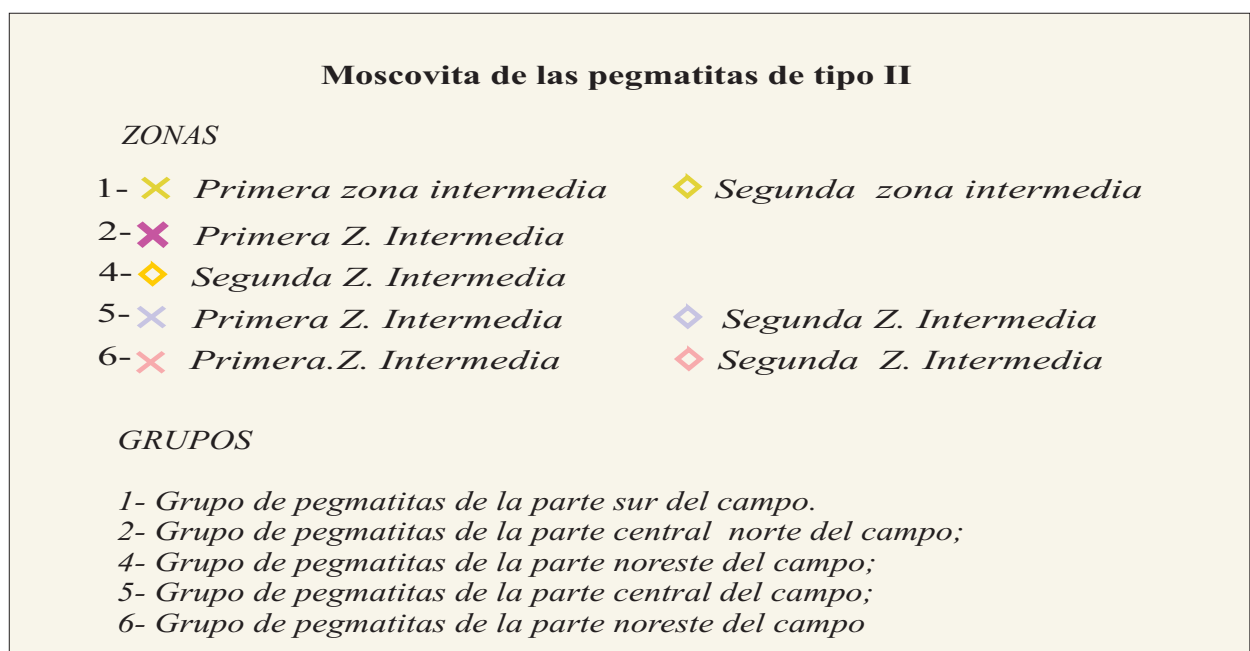 Moscovita de las pegmatitas de tipo II
ZONAS
1- Primera zona intermedia Segunda zona intermedia
2- Primera Z. Intermedia
4- Segunda Z. Intermedia
5- Primera Z. Intermedia Segunda Z. Intermedia
6- Primera.Z. Intermedia Segunda Z. Intermedia
GRUPOS
1- Grupo de pegmatitas de la parte sur del campo.
2- Grupo de pegmatitas de la parte central norte del campo;
4- Grupo de pegmatitas de la parte noreste del campo;
5- Grupo de pegmatitas de la parte central del campo;
6- Grupo de pegmatitas de la parte noreste del campo